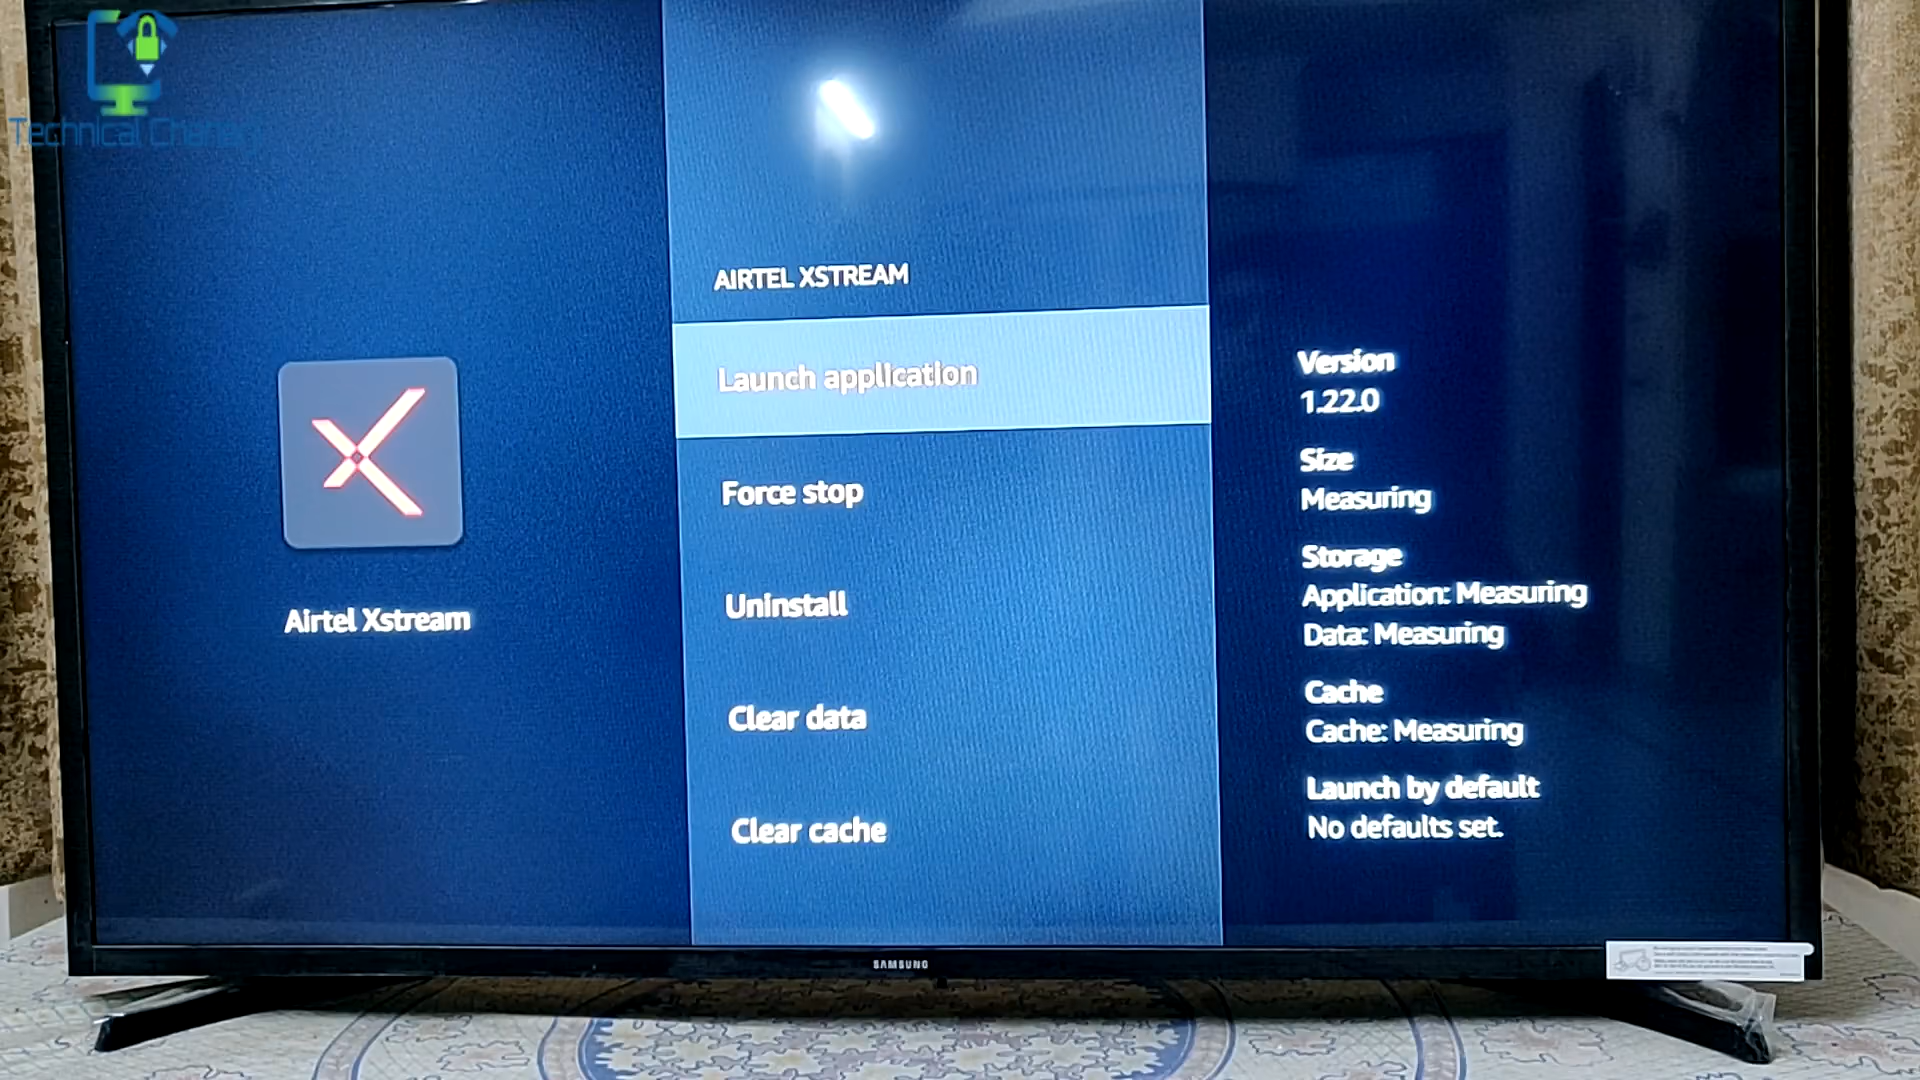 Technical
AIRTEL XSTREAM
Launch application
Force stop
Uninstall
Clear data
Clear cache
Airtel Xstream
Version
1.22.0
Size
Measuring
Storage
Application: Measuring
Data: Measuring
Cache
Cache: Measuring
Launch by default
No defaults set.
SAMSUNG